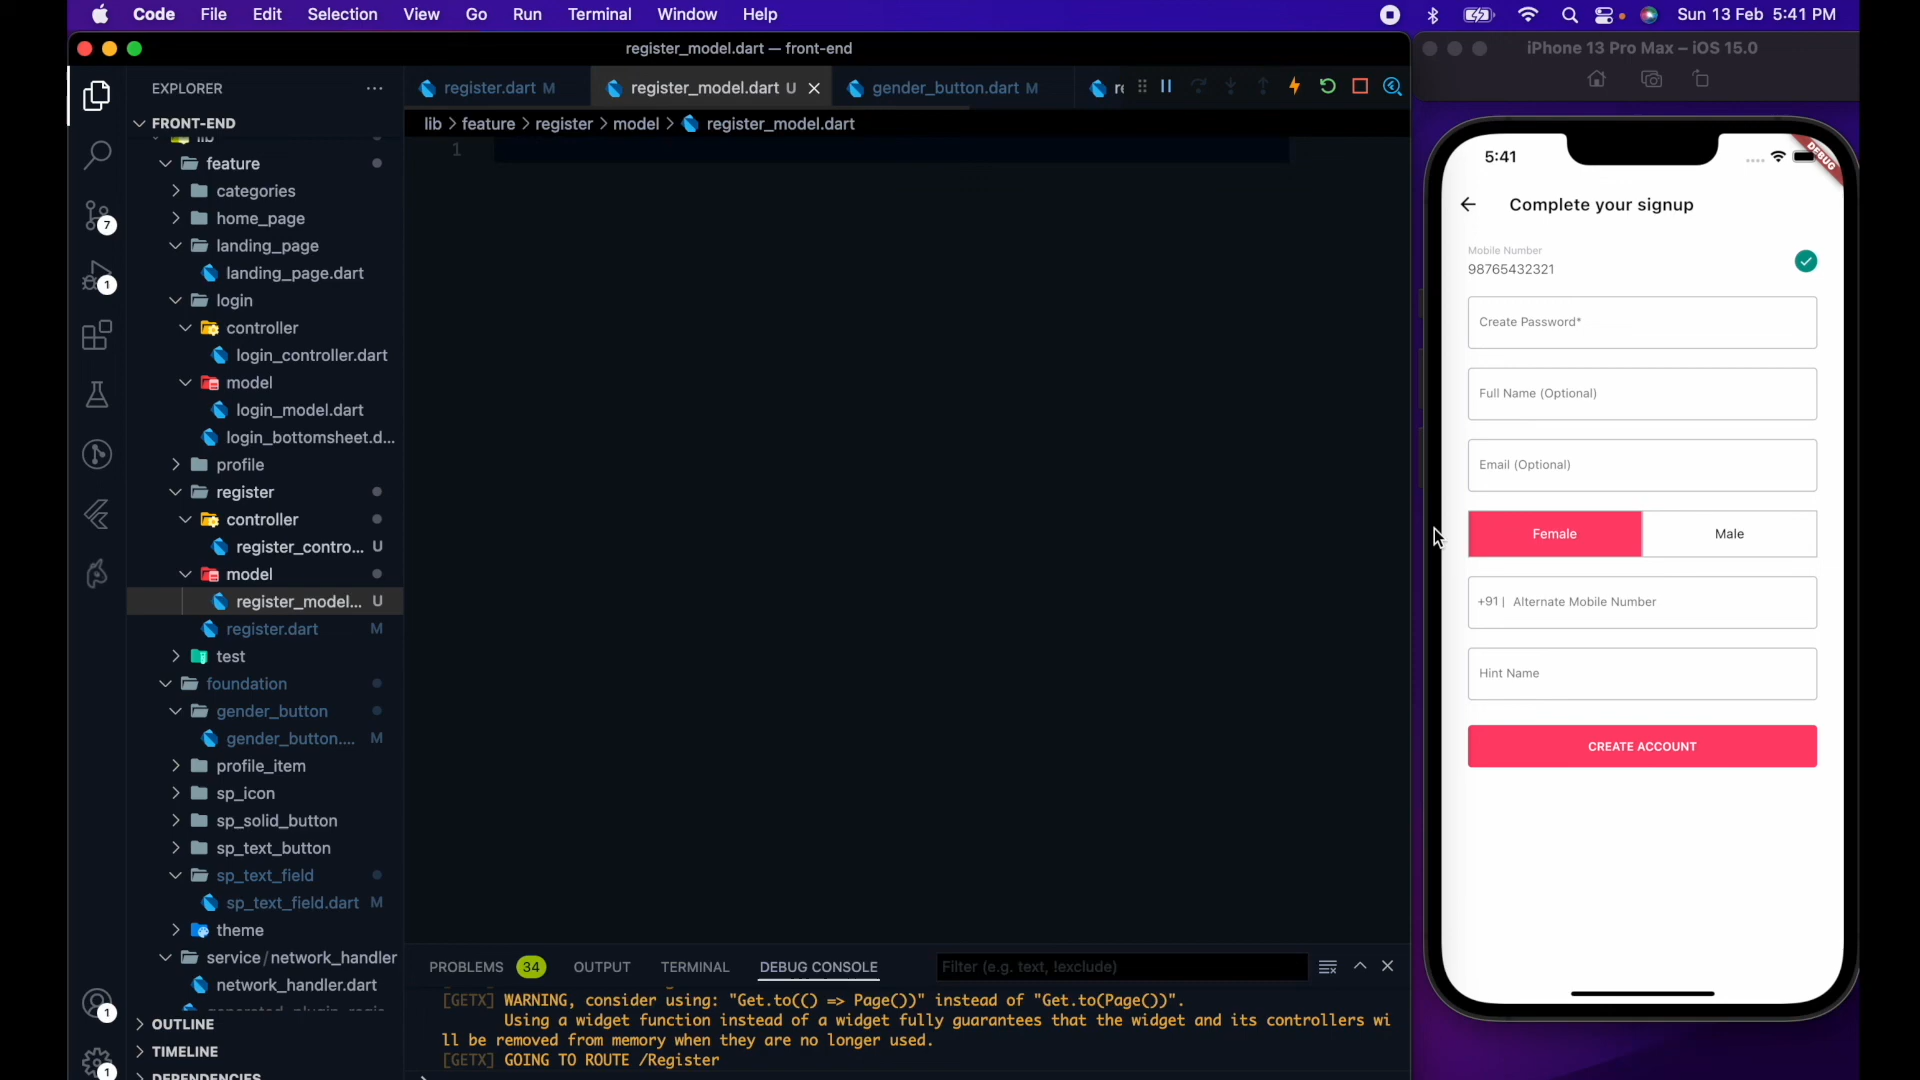 Code File Edit Selection View Go Run Terminal Window Help Sun 13 Feb 5:41 PM
register_model.dart — front-end
iPhone 13 Pro Max – iOS 15.0
EXPLORER
register.dart M register_model.dart U gender_button.dart M re
FRONT-END
lib > feature > register > model > register_model.dart
lib
1
feature
categories
home_page
landing_page
landing_page.dart
login
controller
login_controller.dart
model
login_model.dart
login_bottomsheet.d...
profile
register
controller
register_contro... U
model
register_model... U
register.dart M
test
foundation
gender_button
gender_button.... M
profile_item
sp_icon
sp_solid_button
sp_text_button
sp_text_field
sp_text_field.dart M
theme
service/network_handler
network_handler.dart
OUTLINE
TIMELINE
DEPENDENCIES
7
1
1
1
PROBLEMS 34 OUTPUT TERMINAL DEBUG CONSOLE Filter (e.g. text, !exclude)
[GETX] WARNING, consider using: "Get.to(() => Page())" instead of "Get.to(Page())".
Using a widget function instead of a widget fully guarantees that the widget and its controllers wi
ll be removed from memory when they are no longer used.
[GETX] GOING TO ROUTE /Register
5:41
DEBUG
Complete your signup
Mobile Number
98765432321
Create Password*
Full Name (Optional)
Email (Optional)
Female Male
+91| Alternate Mobile Number
Hint Name
CREATE ACCOUNT